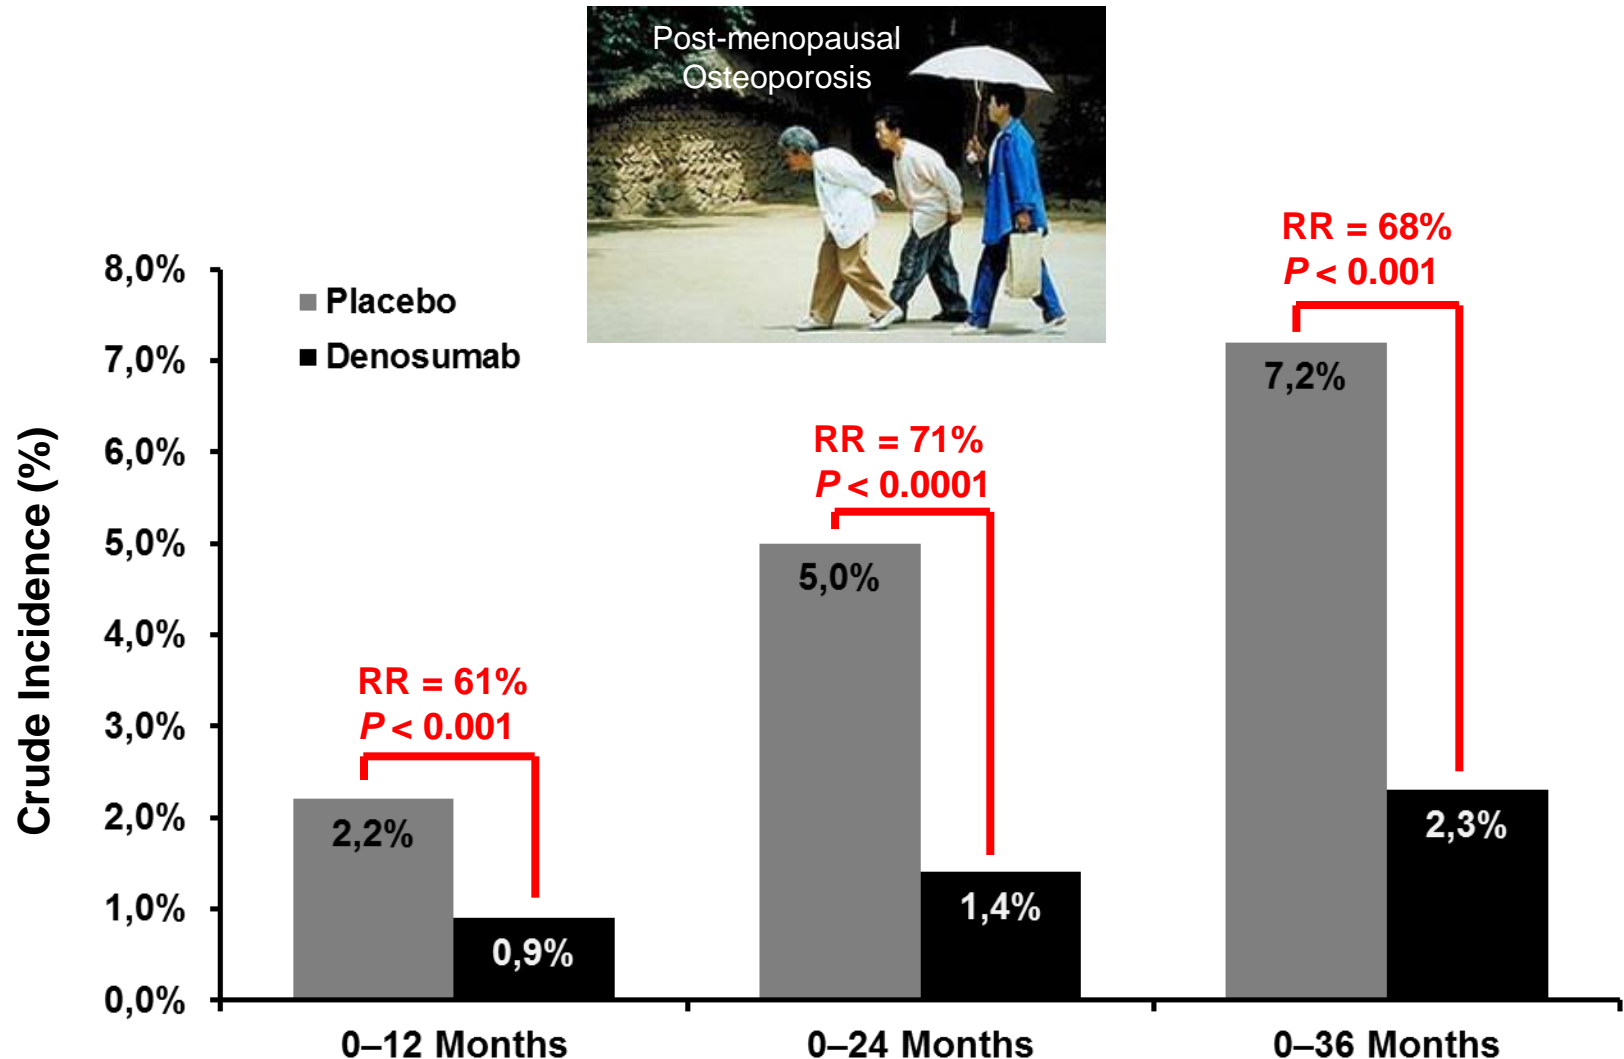 Post-menopausal
Osteoporosis
RR = 68%
P < 0.001
8,0%
Placebo
7,0%
Denosumab
7,2%
Crude Incidence (%)
6,0%
RR = 71%
P < 0.0001
5,0%
5,0%
4,0%
RR = 61%
P < 0.001
3,0%
2,0%
2,2%
2,3%
1,0%
1,4%
0,9%
0,0%
0–12 Months
0–24 Months
0–36 Months